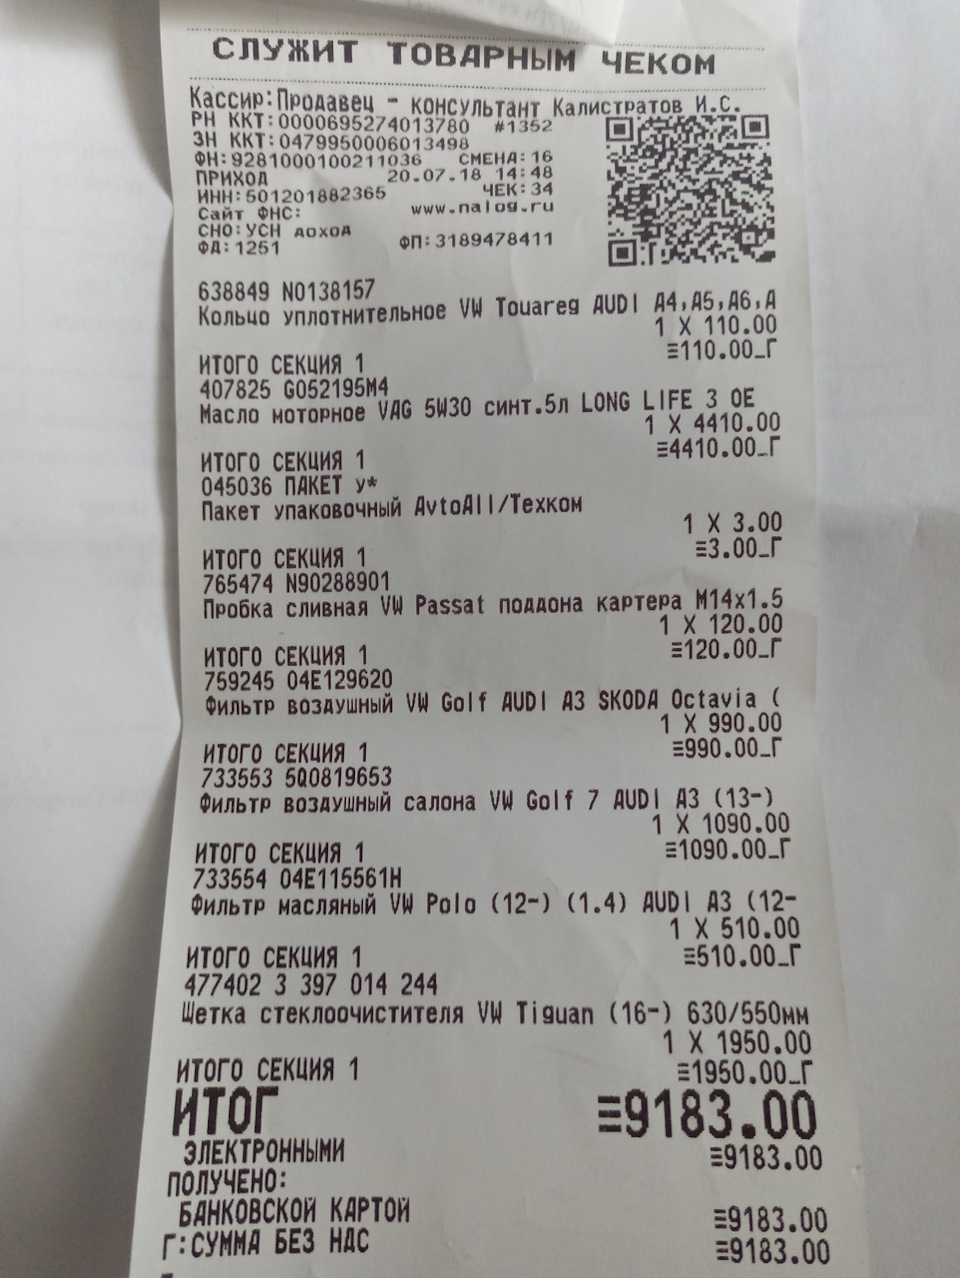 СЛУЖИТ ТОВАРНЫМ ЧЕКОМ
Кассир:Продавец - консультант Калистратов И.С.
РН ККТ:0000695274013780 #1352
ЗН ККТ:04799500060​13498
ФН:9281000100211036 СМЕНА:16
ПРИХОД 20.07.18 14:48
ИНН:501201882365 ЧЕК:34
Сайт ФНС: www.nalog.ru
СНО:УСН доход
ФД:1251 ФП:3189478411
638849 N0138157
Кольцо уплотнительное VW Touareg AUDI A4,A5,A6,A
1 X 110.00
ИТОГО СЕКЦИЯ 1 ≡110.00_Г
407825 G052195M4
Масло моторное VAG 5W30 синт.5л LONG LIFE 3 OE
1 X 4410.00
ИТОГО СЕКЦИЯ 1 ≡4410.00_Г
045036 ПАКЕТ у*
Пакет упаковочный AvtoAll/Техком
1 X 3.00
ИТОГО СЕКЦИЯ 1 ≡3.00_Г
765474 N90288901
Пробка сливная VW Passat поддона картера M14x1.5
1 X 120.00
ИТОГО СЕКЦИЯ 1 ≡120.00_Г
759245 04E129620
Фильтр воздушный VW Golf AUDI A3 SKODA Octavia (
1 X 990.00
ИТОГО СЕКЦИЯ 1 ≡990.00_Г
733553 5Q0819653
Фильтр воздушный салона VW Golf 7 AUDI A3 (13-)
1 X 1090.00
ИТОГО СЕКЦИЯ 1 ≡1090.00_Г
733554 04E115561H
Фильтр масляный VW Polo (12-) (1.4) AUDI A3 (12-
1 X 510.00
ИТОГО СЕКЦИЯ 1 ≡510.00_Г
477402 3 397 014 244
Щетка стеклоочистителя VW Tiguan (16-) 630/550мм
1 X 1950.00
ИТОГО СЕКЦИЯ 1 ≡1950.00_Г
ИТОГ ≡9183.00
ЭЛЕКТРОННЫМИ ≡9183.00
ПОЛУЧЕНО:
БАНКОВСКОЙ КАРТОЙ ≡9183.00
Г:СУММА БЕЗ НДС ≡9183.00